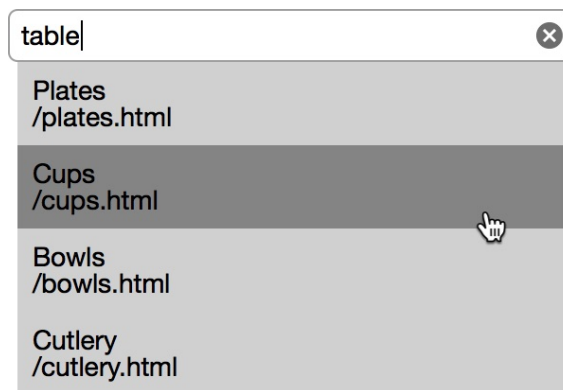 table
Plates
/plates.html
Cups
/cups.html
Bowls
/bowls.html
Cutlery
/cutlery.html